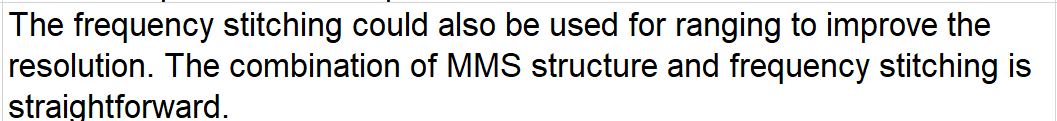 The frequency stitching could also be used for ranging to improve the
resolution. The combination of MMS structure and frequency stitching is
straightforward.